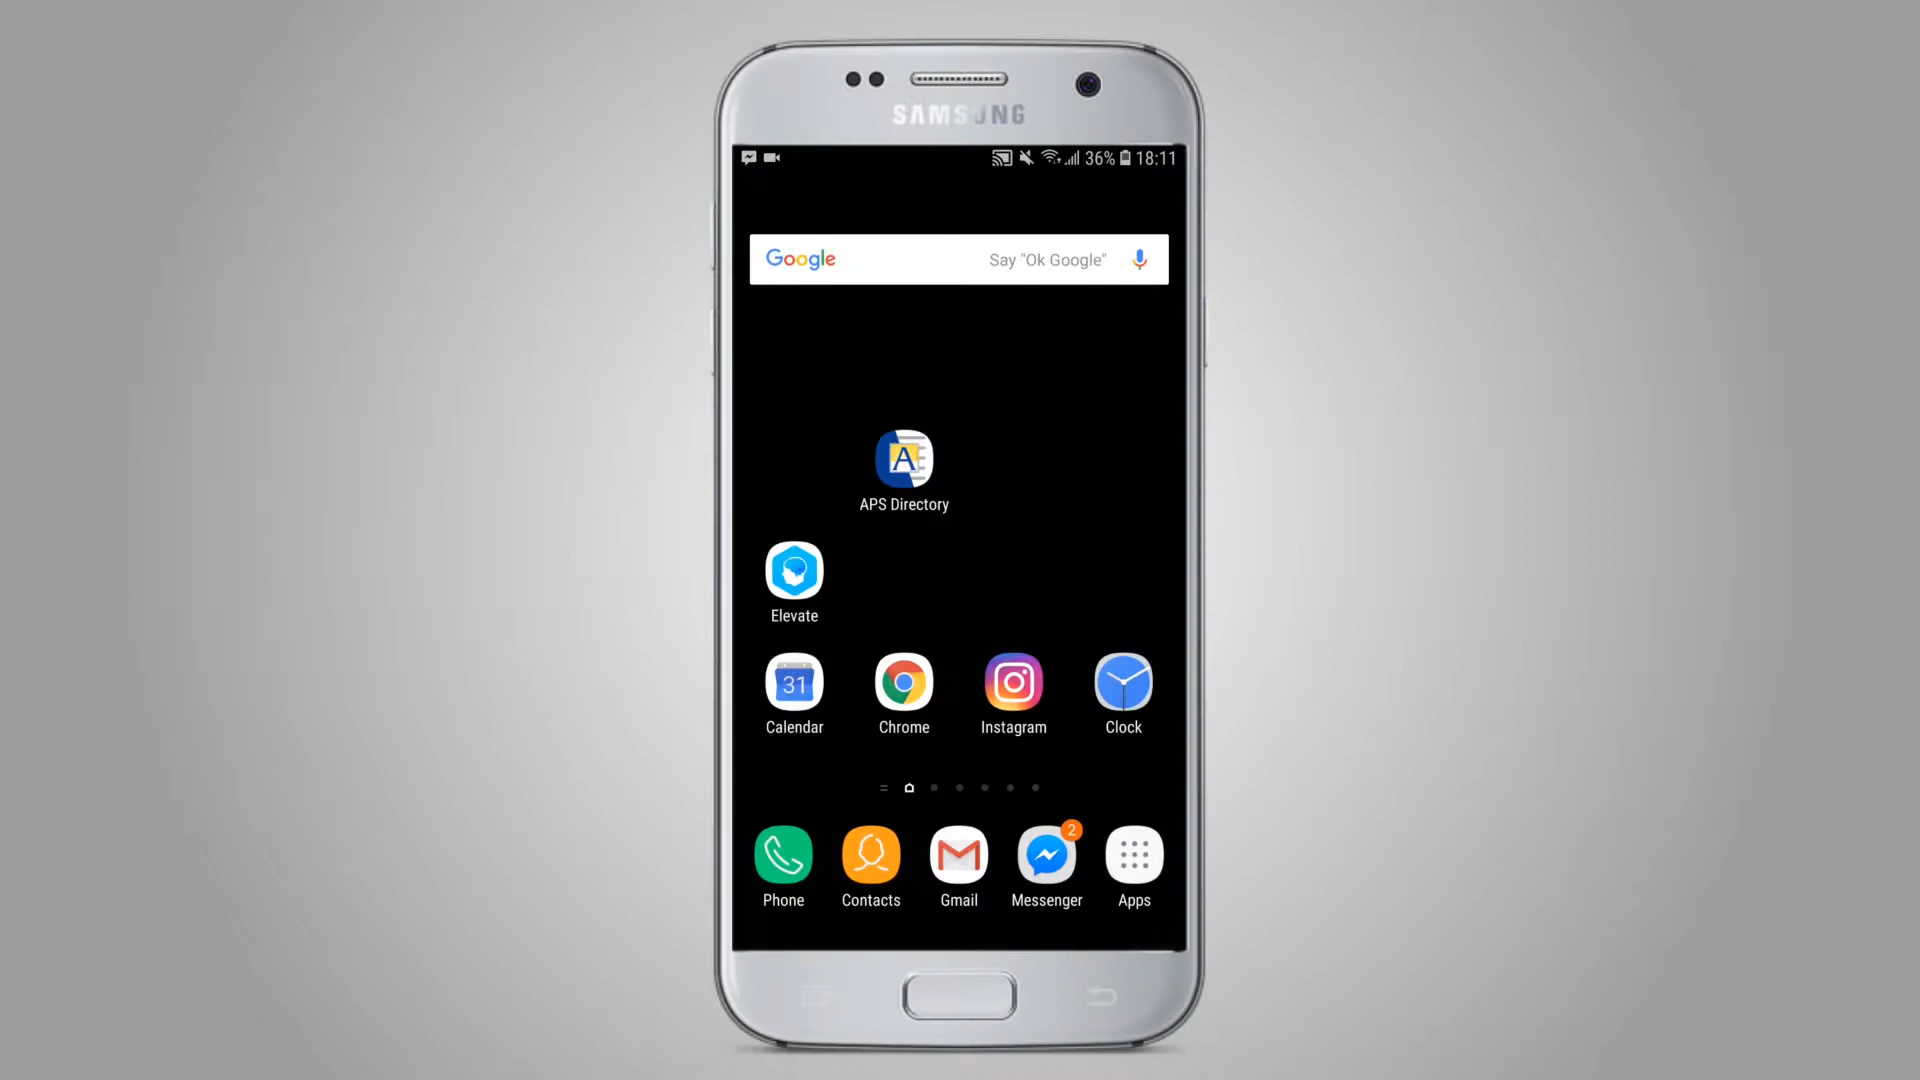 SAMSUNG
36% 18:11
Google Say "Ok Google"
A
APS Directory
Elevate
31
Calendar Chrome Instagram Clock
2
Phone Contacts Gmail Messenger Apps